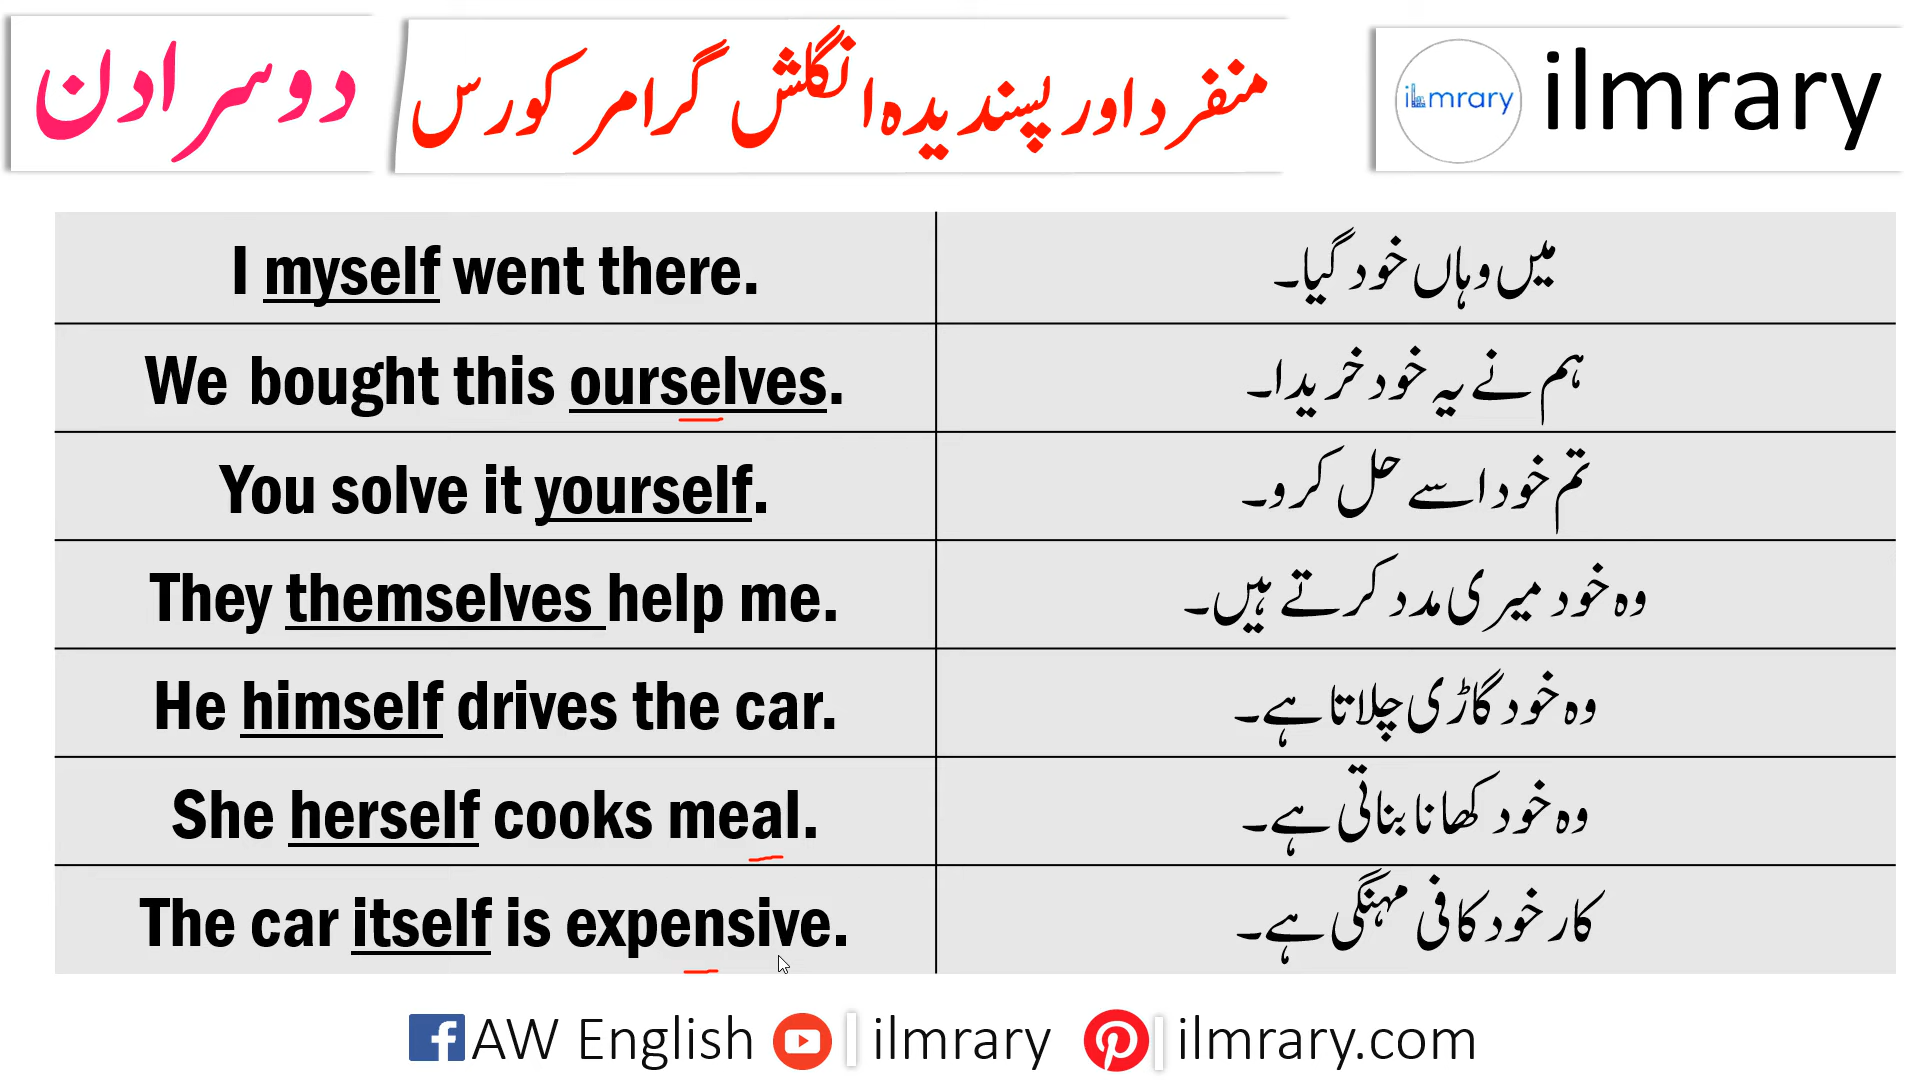 دوسرا دن
منفرد اور پسندیدہ انگلش گرامر کورس
ilmrary
ilmrary
I myself went there.
میں وہاں خود گیا۔
We bought this ourselves.
ہم نے یہ خود خریدا۔
You solve it yourself.
تم خود اسے حل کرو۔
They themselves help me.
وہ خود میری مدد کرتے ہیں۔
He himself drives the car.
وہ خود گاڑی چلاتا ہے۔
She herself cooks meal.
وہ خود کھانا بناتی ہے۔
The car itself is expensive.
کار خود کافی مہنگی ہے۔
AW English | ilmrary | ilmrary.com